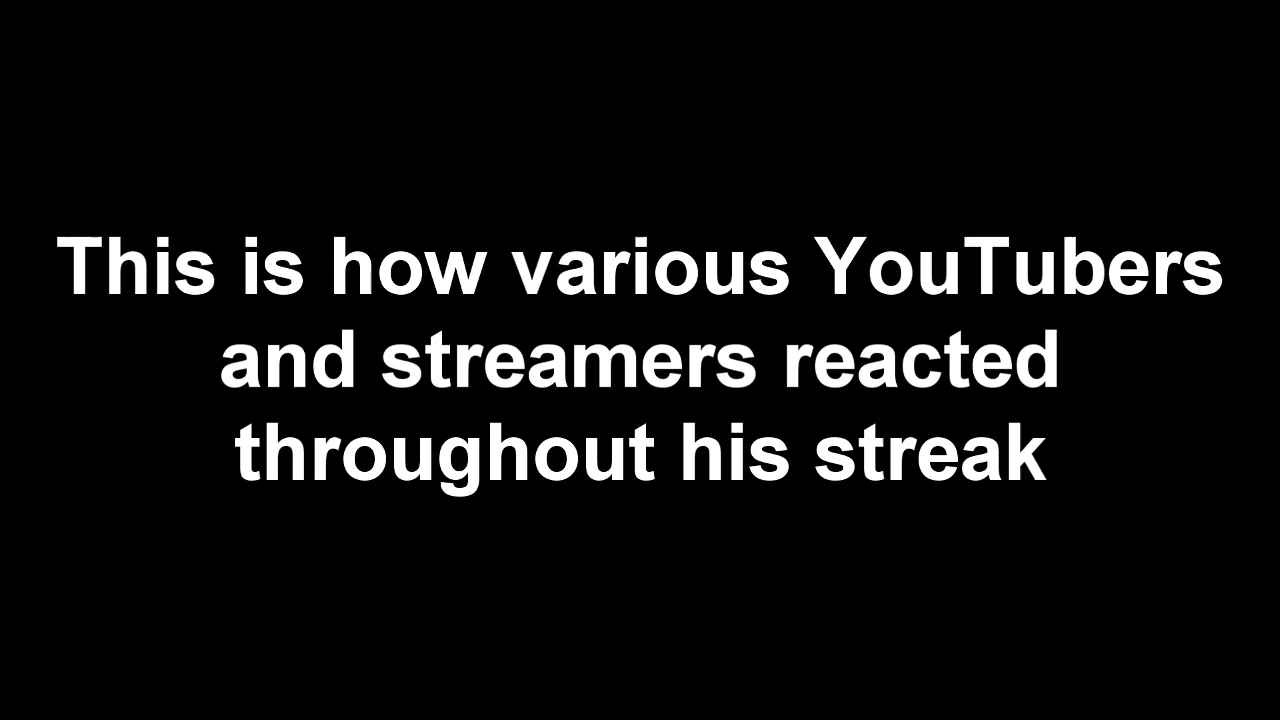 This is how various YouTubers
and streamers reacted
throughout his streak